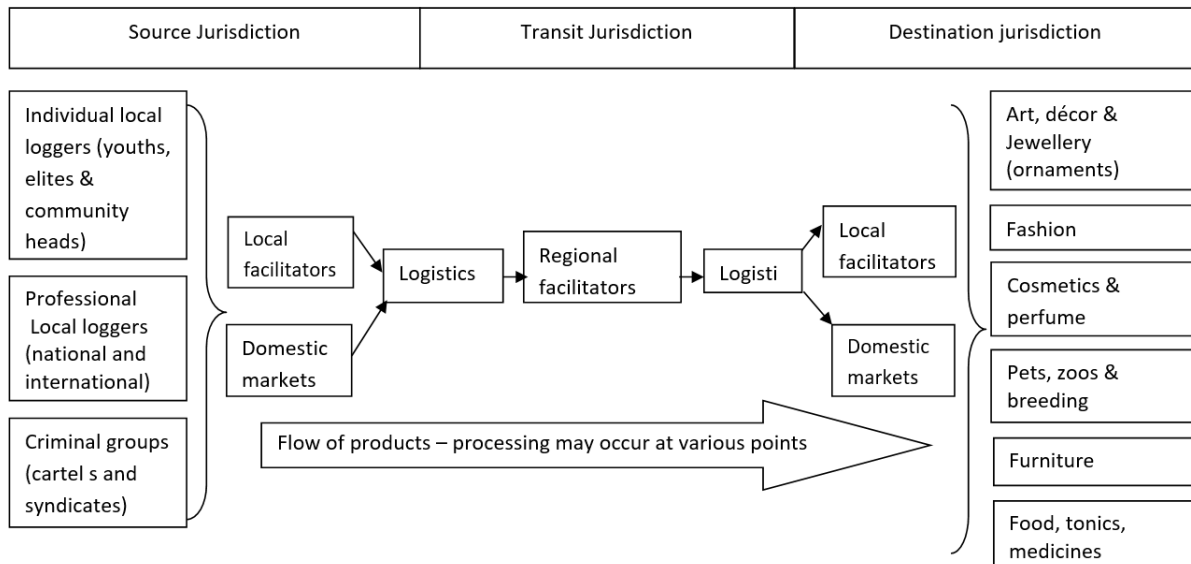 Source Jurisdiction
Transit Jurisdiction
Destination jurisdiction
Individual local
loggers (youths,
elites &
community
heads)
Professional
Local loggers
(national and
international)
Criminal groups
(cartel s and
syndicates)
Local
facilitators
Domestic
markets
Logistics
Regional
facilitators
Logisti
Local
facilitators
Domestic
markets
Flow of products – processing may occur at various points
Art, décor &
Jewellery
(ornaments)
Fashion
Cosmetics &
perfume
Pets, zoos &
breeding
Furniture
Food, tonics,
medicines